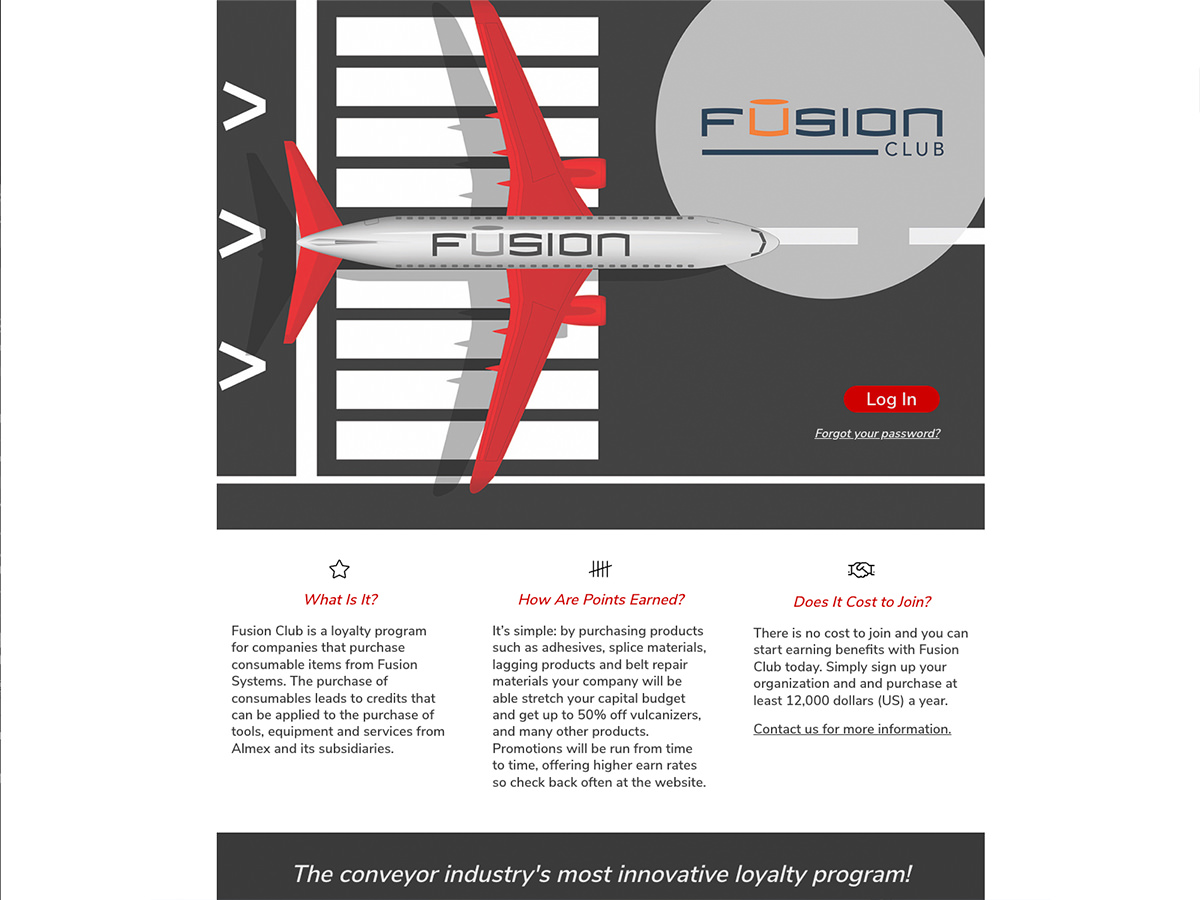 FUSION
CLUB
FUSION
Log In
Forgot your password?
What Is It?
Fusion Club is a loyalty program
for companies that purchase
consumable items from Fusion
Systems. The purchase of
consumables leads to credits that
can be applied to the purchase of
tools, equipment and services from
Almex and its subsidiaries.
How Are Points Earned?
It's simple: by purchasing products
such as adhesives, splice materials,
lagging products and belt repair
materials your company will be
able stretch your capital budget
and get up to 50% off vulcanizers,
and many other products.
Promotions will be run from time
to time, offering higher earn rates
so check back often at the website.
Does It Cost to Join?
There is no cost to join and you can
start earning benefits with Fusion
Club today. Simply sign up your
organization and and purchase at
least 12,000 dollars (US) a year.
Contact us for more information.
The conveyor industry's most innovative loyalty program!